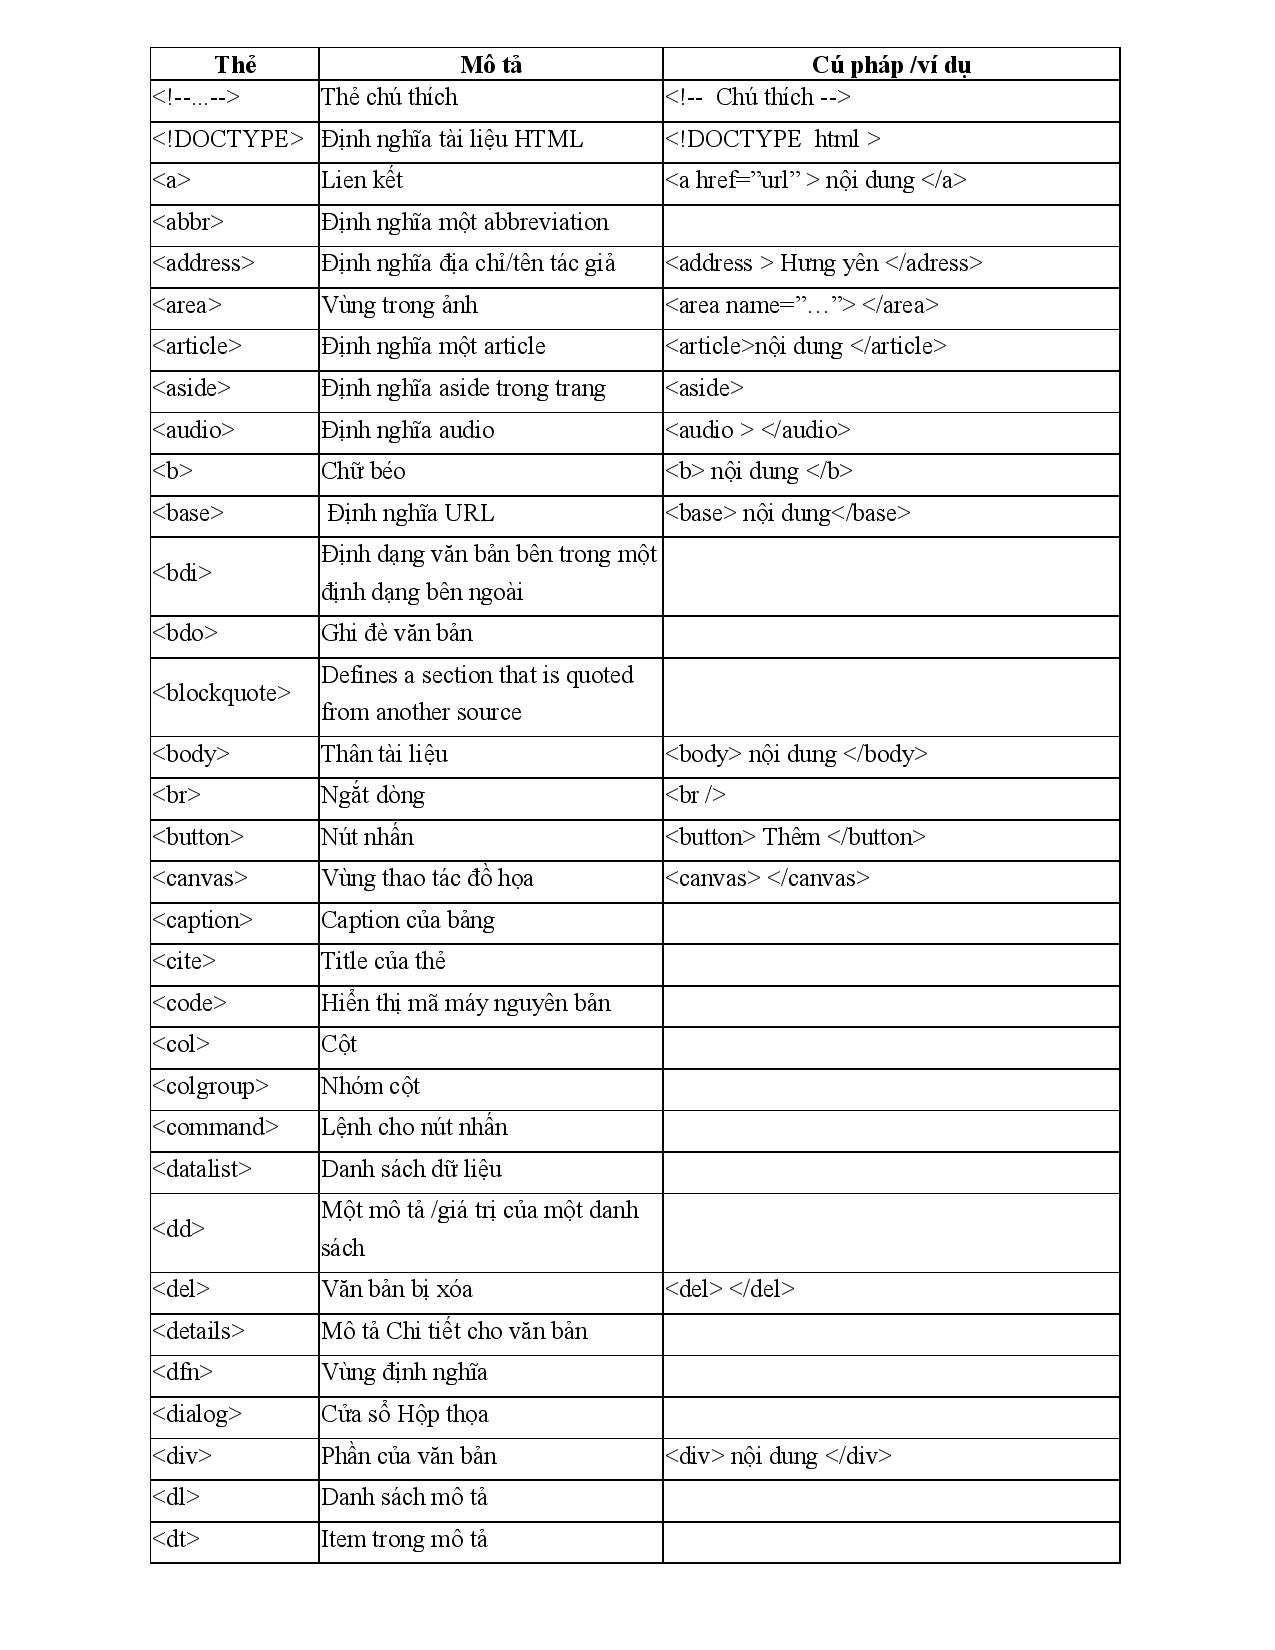 Thẻ Mô tả Cú pháp /ví dụ
<!--...--> Thẻ chú thích <!-- Chú thích -->
<!DOCTYPE> Định nghĩa tài liệu HTML <!DOCTYPE html >
<a> Lien kết <a href=”url” > nội dung </a>
<abbr> Định nghĩa một abbreviation
<address> Định nghĩa địa chỉ/tên tác giả <address > Hưng yên </adress>
<area> Vùng trong ảnh <area name=”…”> </area>
<article> Định nghĩa một article <article>nội dung </article>
<aside> Định nghĩa aside trong trang <aside>
<audio> Định nghĩa audio <audio > </audio>
<b> Chữ béo <b> nội dung </b>
<base> Định nghĩa URL <base> nội dung</base>
<bdi> Định dạng văn bản bên trong một
định dạng bên ngoài
<bdo> Ghi đè văn bản
<blockquote> Defines a section that is quoted
from another source
<body> Thân tài liệu <body> nội dung </body>
<br> Ngắt dòng <br />
<button> Nút nhấn <button> Thêm </button>
<canvas> Vùng thao tác đồ họa <canvas> </canvas>
<caption> Caption của bảng
<cite> Title của thẻ
<code> Hiển thị mã máy nguyên bản
<col> Cột
<colgroup> Nhóm cột
<command> Lệnh cho nút nhấn
<datalist> Danh sách dữ liệu
<dd> Một mô tả /giá trị của một danh
sách
<del> Văn bản bị xóa <del> </del>
<details> Mô tả Chi tiết cho văn bản
<dfn> Vùng định nghĩa
<dialog> Cửa sổ Hộp thọa
<div> Phần của văn bản <div> nội dung </div>
<dl> Danh sách mô tả
<dt> Item trong mô tả